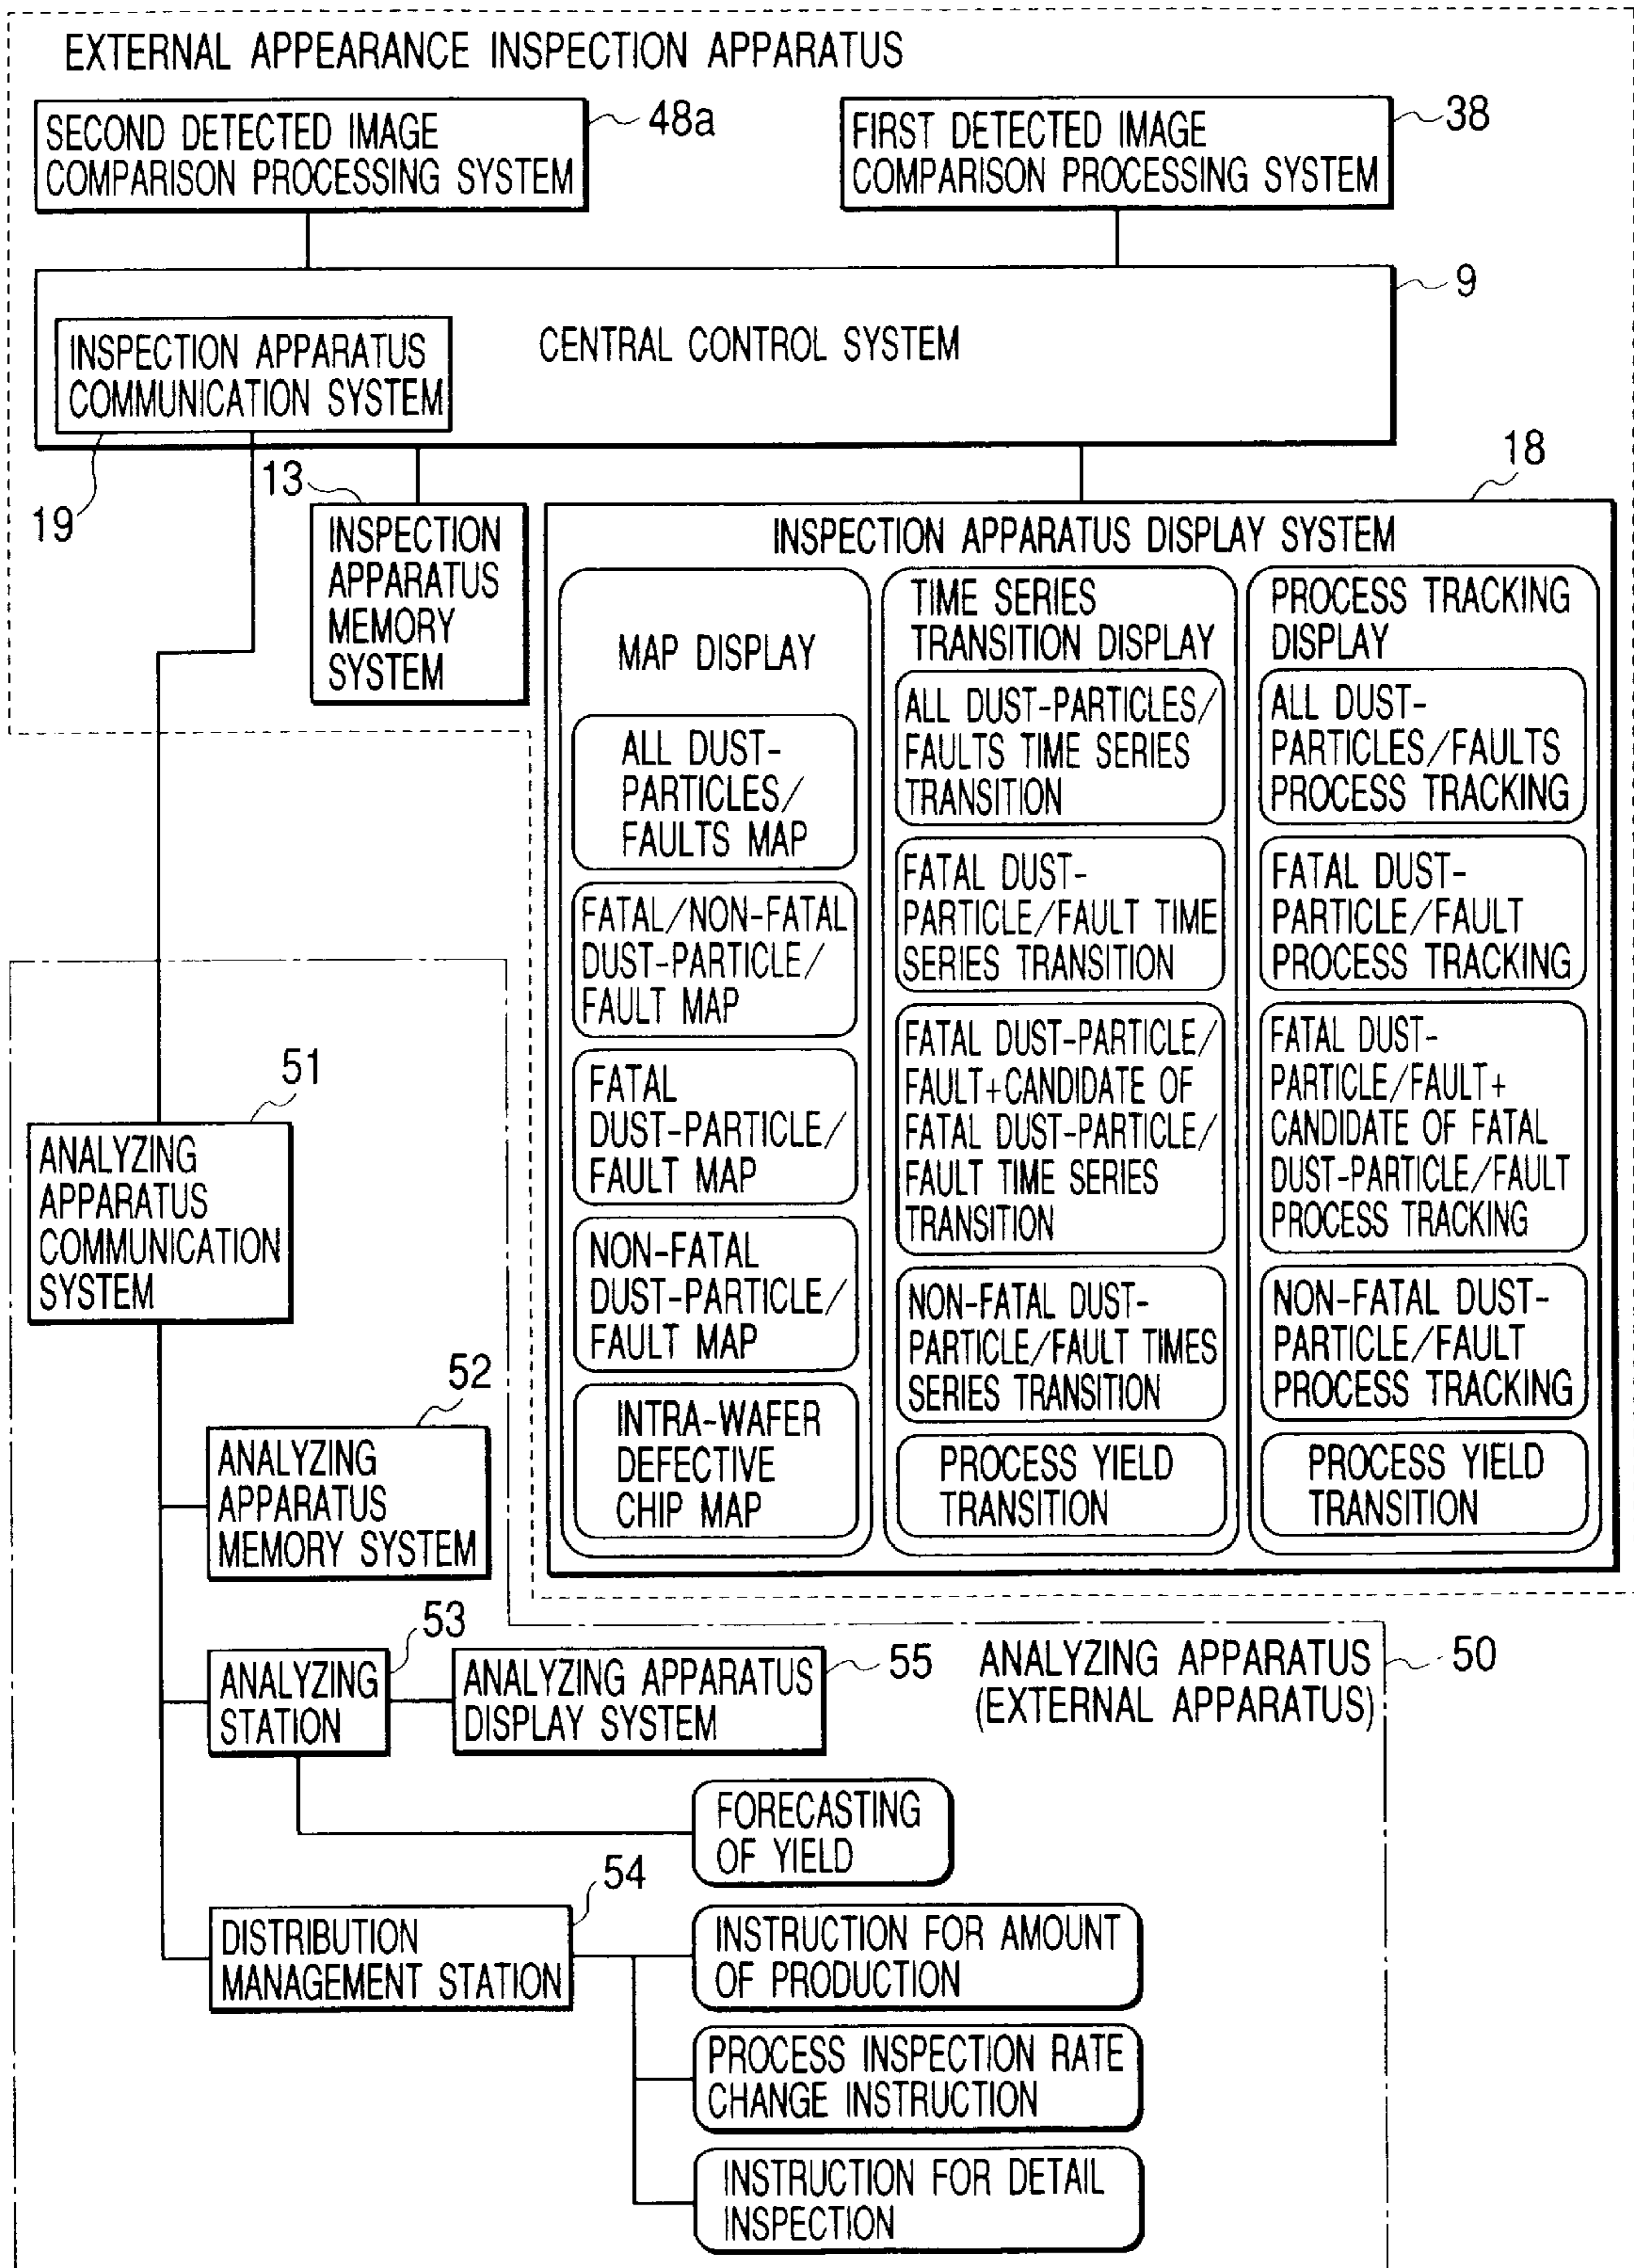 EXTERNAL APPEARANCE INSPECTION APPARATUS
SECOND DETECTED IMAGE
COMPARISON PROCESSING SYSTEM
48a
FIRST DETECTED IMAGE
COMPARISON PROCESSING SYSTEM
38
9
CENTRAL CONTROL SYSTEM
INSPECTION APPARATUS
COMMUNICATION SYSTEM
19
13
INSPECTION
APPARATUS
MEMORY
SYSTEM
18
INSPECTION APPARATUS DISPLAY SYSTEM
MAP DISPLAY
ALL DUST-
PARTICLES/
FAULTS MAP
FATAL/NON-FATAL
DUST-PARTICLE/
FAULT MAP
FATAL
DUST-PARTICLE/
FAULT MAP
NON-FATAL
DUST-PARTICLE/
FAULT MAP
INTRA-WAFER
DEFECTIVE
CHIP MAP
TIME SERIES
TRANSITION DISPLAY
ALL DUST-PARTICLES/
FAULTS TIME SERIES
TRANSITION
FATAL DUST-
PARTICLE/FAULT TIME
SERIES TRANSITION
FATAL DUST-PARTICLE/
FAULT+CANDIDATE OF
FATAL DUST-PARTICLE/
FAULT TIME SERIES
TRANSITION
NON-FATAL DUST-
PARTICLE/FAULT TIMES
SERIES TRANSITION
PROCESS YIELD
TRANSITION
PROCESS TRACKING
DISPLAY
ALL DUST-
PARTICLES/FAULTS
PROCESS TRACKING
FATAL DUST-
PARTICLE/FAULT
PROCESS TRACKING
FATAL DUST-
PARTICLE/FAULT+
CANDIDATE OF FATAL
DUST-PARTICLE/FAULT
PROCESS TRACKING
NON-FATAL DUST-
PARTICLE/FAULT
PROCESS TRACKING
PROCESS YIELD
TRANSITION
51
ANALYZING
APPARATUS
COMMUNICATION
SYSTEM
52
ANALYZING
APPARATUS
MEMORY SYSTEM
53
ANALYZING
STATION
ANALYZING APPARATUS
DISPLAY SYSTEM
55
ANALYZING APPARATUS
(EXTERNAL APPARATUS)
50
FORECASTING
OF YIELD
54
DISTRIBUTION
MANAGEMENT STATION
INSTRUCTION FOR AMOUNT
OF PRODUCTION
PROCESS INSPECTION RATE
CHANGE INSTRUCTION
INSTRUCTION FOR DETAIL
INSPECTION